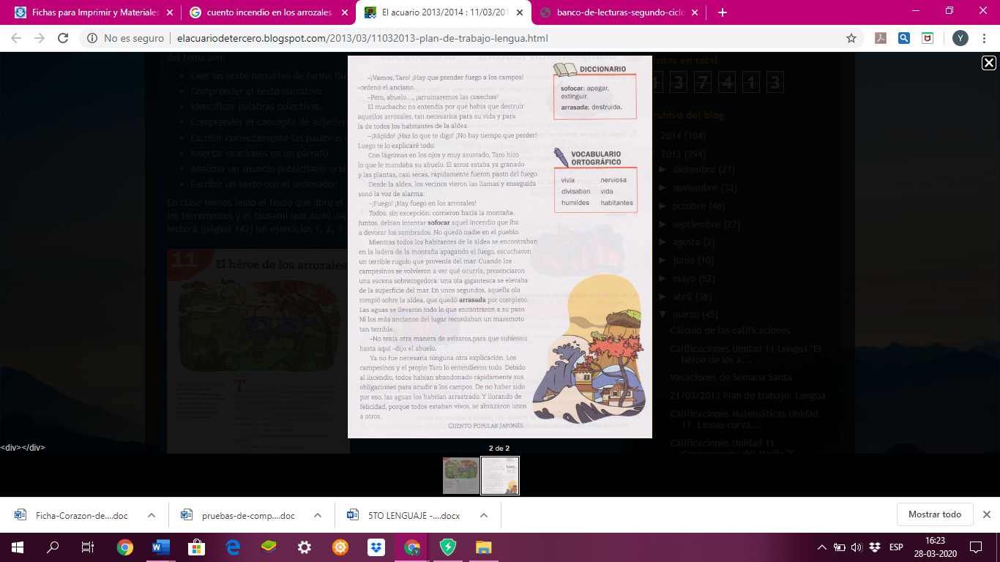 Fichas para Imprimir y Materiales
cuento incendio en los arrozales
El acuario 2013/2014 : 11/03/201
banco-de-lecturas-segundo-ciclo
No es seguro | elacuariodetercero.blogspot.com/2013/03/11032013-plan-de-trabajo-lengua.html
Y
del tema son:
Leer un texto narrativo de forma flu
Comprender el texto narrativo.
Identificar palabras colectivas.
Comprender el concepto de adjetivo
Escribir correctamente las palabras
Insertar oraciones en un párrafo.
Analizar un anuncio publicitario oral
Escribir un texto con el ordenador.
En clase hemos leído el texto que abre el
los terremostos y el tsunami que asoló Jap
lectora (página 142) los ejercicios 1, 2, 3 y
11
El héroe de los arrozales
T
<div></div>
–¡Vamos, Taro! ¡Hay que prender fuego a los campos!
–ordenó el anciano.
–Pero, abuelo…, ¡arruinaremos las cosechas!
El muchacho no entendía por qué había que destruir
aquellos arrozales, tan necesarios para su vida y para
la de todos los habitantes de la aldea.
–¡Rápido! ¡Haz lo que te digo! ¡No hay tiempo que perder!
Luego te lo explicaré todo.
Con lágrimas en los ojos y muy asustado, Taro hizo
lo que le mandaba su abuelo. El arroz estaba ya granado
y las plantas, casi secas, rápidamente fueron pasto del fuego.
Desde la aldea, los vecinos vieron las llamas y enseguida
sonó la voz de alarma:
–¡Fuego! ¡Hay fuego en los arrozales!
Todos, sin excepción, corrieron hacia la montaña.
Juntos, debían intentar sofocar aquel incendio que iba
a devorar los sembrados. No quedó nadie en el pueblo.
Mientras todos los habitantes de la aldea se encontraban
en la ladera de la montaña apagando el fuego, escucharon
un terrible rugido que provenía del mar. Cuando los
campesinos se volvieron a ver qué ocurría, presenciaron
una escena sobrecogedora: una ola gigantesca se elevaba
de la superficie del mar. En unos segundos, aquella ola
rompió sobre la aldea, que quedó arrasada por completo.
Las aguas se llevaron todo lo que encontraron a su paso.
Ni los más ancianos del lugar recordaban un maremoto
tan terrible.
–No tenía otra manera de avisaros para que subieseis
hasta aquí –dijo el abuelo.
Ya no fue necesaria ninguna otra explicación. Los
campesinos y el propio Taro lo entendieron todo. Debido
al incendio, todos habían abandonado rápidamente sus
obligaciones para acudir a los campos. De no haber sido
por eso, las aguas los habrían arrastrado. Y llorando de
felicidad, porque todos estaban vivos, se abrazaron unos
a otros.
CUENTO POPULAR JAPONÉS
DICCIONARIO
sofocar: apagar,
extinguir.
arrasada: destruida.
VOCABULARIO
ORTOGRÁFICO
vivía nerviosa
divisaban vida
humildes habitantes
2 de 2
isitas en total
1 3 7 4 1 3
rchivo del blog
2014 (104)
2013 (394)
► diciembre (27)
► noviembre (33)
► octubre (46)
► septiembre (27)
► agosto (2)
► junio (10)
► mayo (52)
► abril (38)
▼ marzo (45)
Cálculo de las calificaciones
Calificaciones Unidad 11 Lengua "El
héroe de los a...
Vacaciones de Semana Santa
21/03/2013 Plan de trabajo: Lengua
Calificaciones Matemáticas Unidad
11, Líneas curva...
Calificaciones Unidad 11
Conocimiento del Medio "E
Ficha-Corazon-de....doc
pruebas-de-comp....doc
5TO LENGUAJE -....docx
Mostrar todo
ESP
16:23
28-03-2020